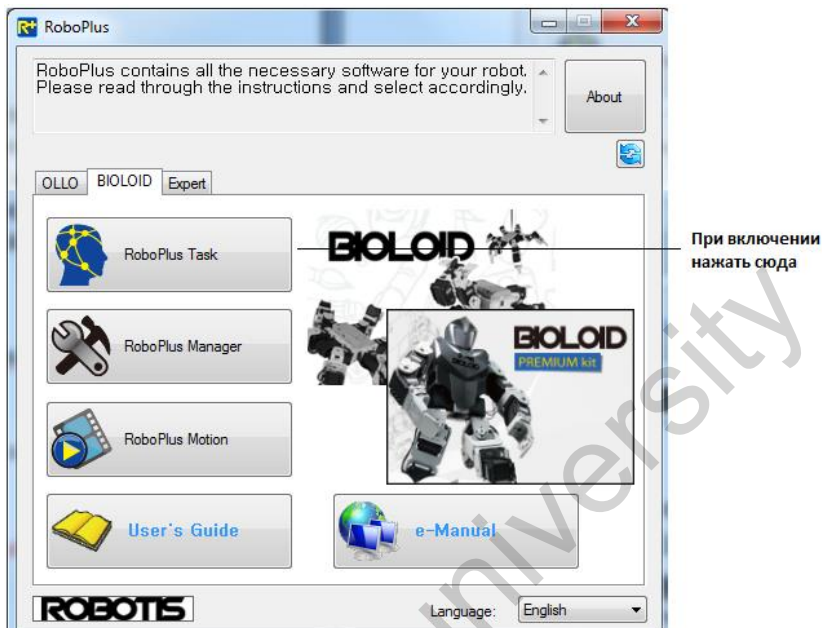 RoboPlus
RoboPlus contains all the necessary software for your robot.
Please read through the instructions and select accordingly.
About
OLLO BIOLOID Expert
RoboPlus Task
BIOLOID
При включении
нажать сюда
RoboPlus Manager
BIOLOID
PREMIUM kit
RoboPlus Motion
User's Guide
e-Manual
ROBOTIS
Language: English
university